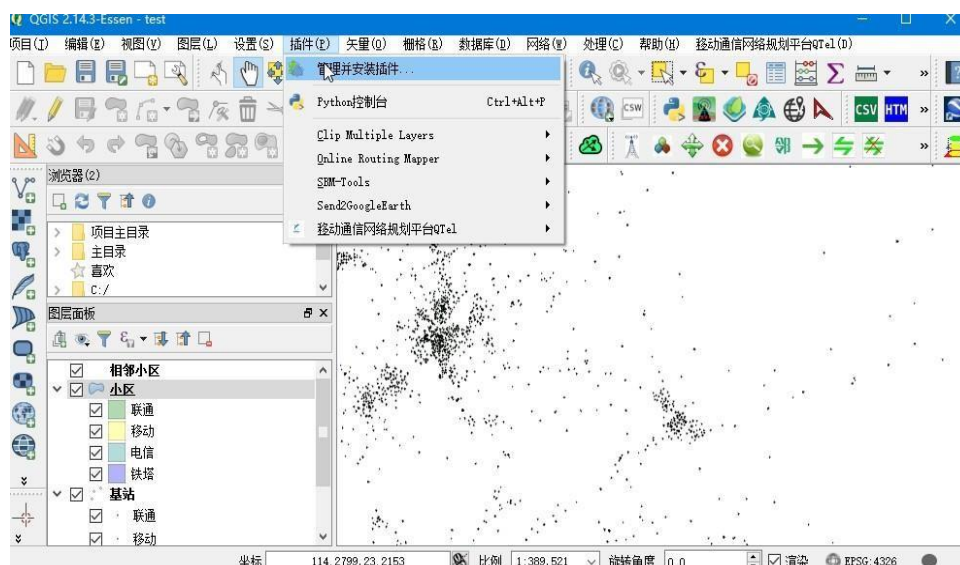 QGIS 2.14.3-Essen - test
项目(J) 编辑(E) 视图(V) 图层(L) 设置(S) 插件(P) 矢量(O) 栅格(R) 数据库(D) 网络(W) 处理(C) 帮助(H) 移动通信网络规划平台QTel(D)
管理并安装插件...
Python控制台 Ctrl+Alt+P
Clip Multiple Layers
Online Routing Mapper
SBM-Tools
Send2GoogleEarth
移动通信网络规划平台QTel
CSW
CSV HTM
邻
浏览器(2)
项目主目录
主目录
喜欢
C:/
图层面板
相邻小区
小区
联通
移动
电信
铁塔
基站
联通
移动
坐标 114.2799,23.2153 比例 1:389,521 旋转角度 0.0 渲染 EPSG:4326